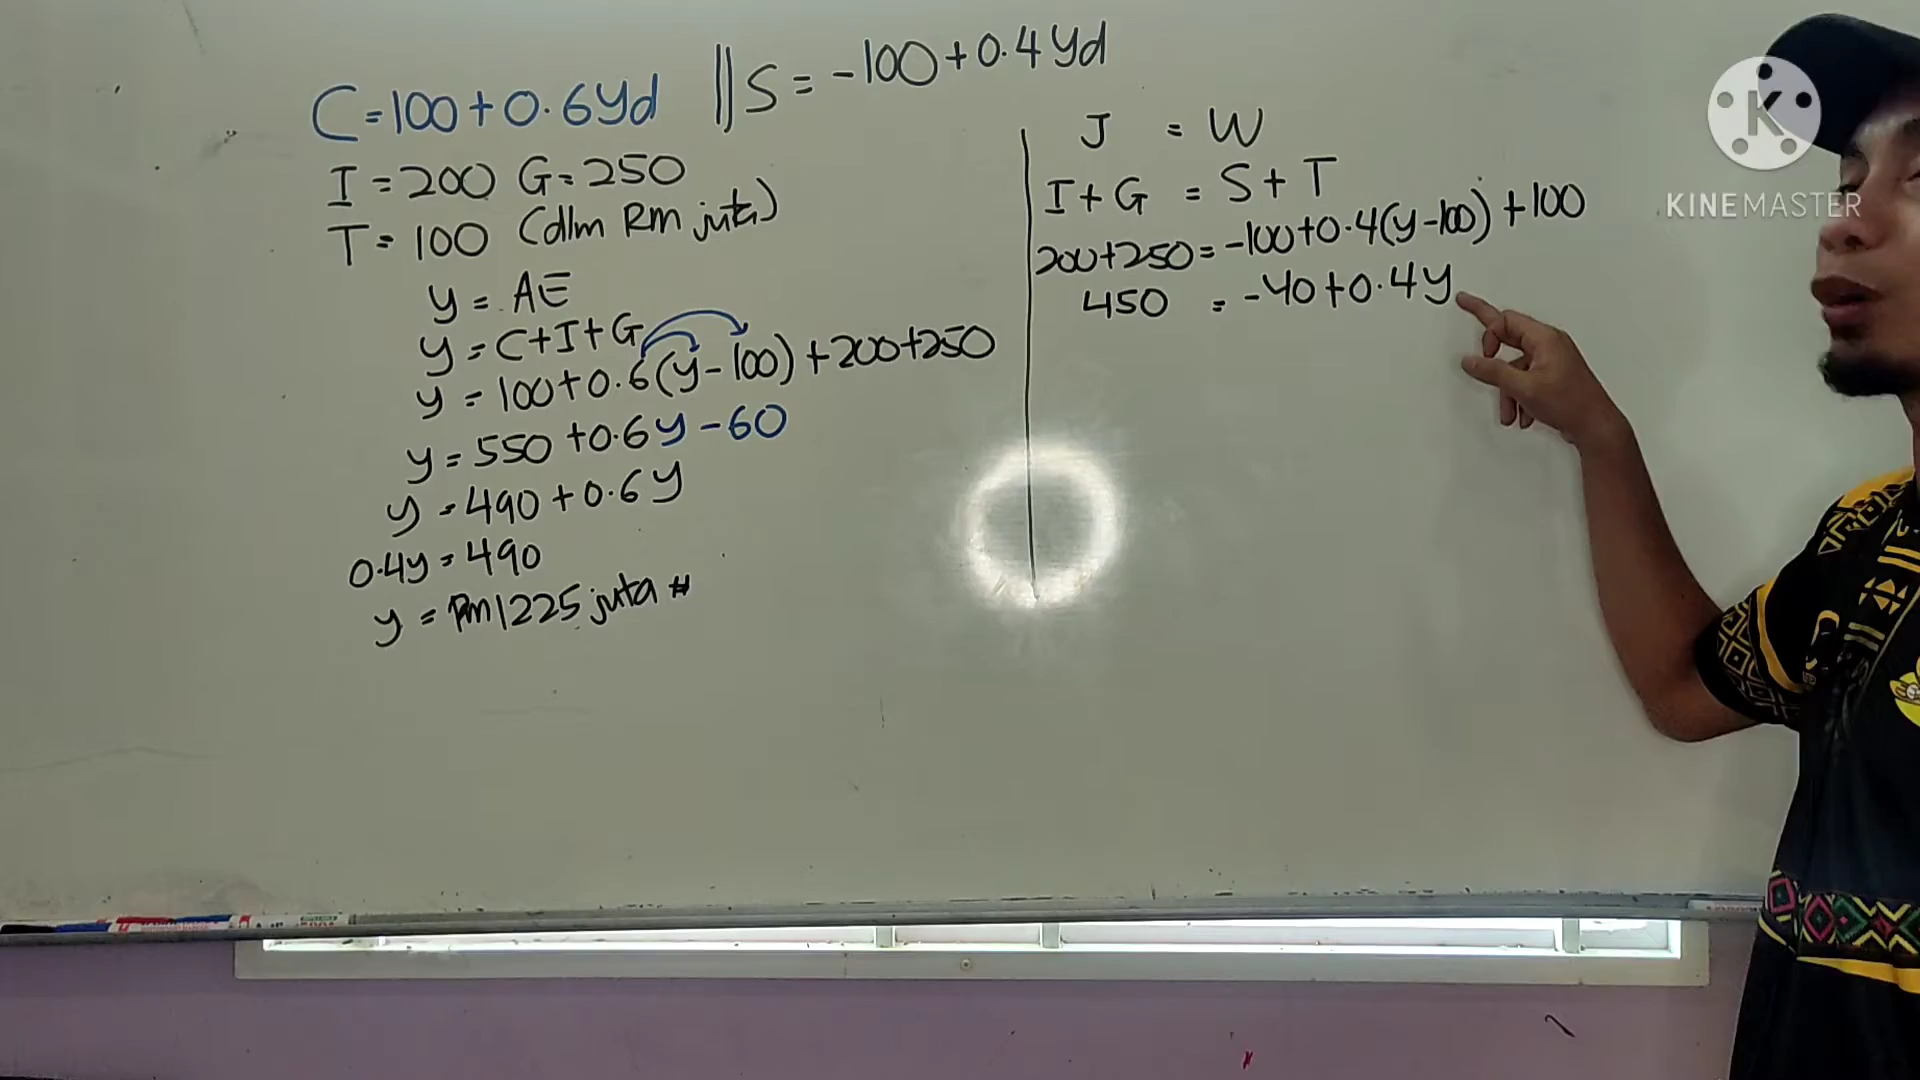 C=100+0.6Yd || S=-100+0.4Yd
I=200 G=250
T=100 (dlm Rm juta)
y = AE
y = C+I+G
y = 100+0.6(y-100)+200+250
y=550+0.6y-60
y=490+0.6y
0.4y=490
y = Rm1225 juta #
J = W
I+G = S+T
200+250=-100+0.4(y-100)+100
450 = -40+0.4y
K
KINEMASTER